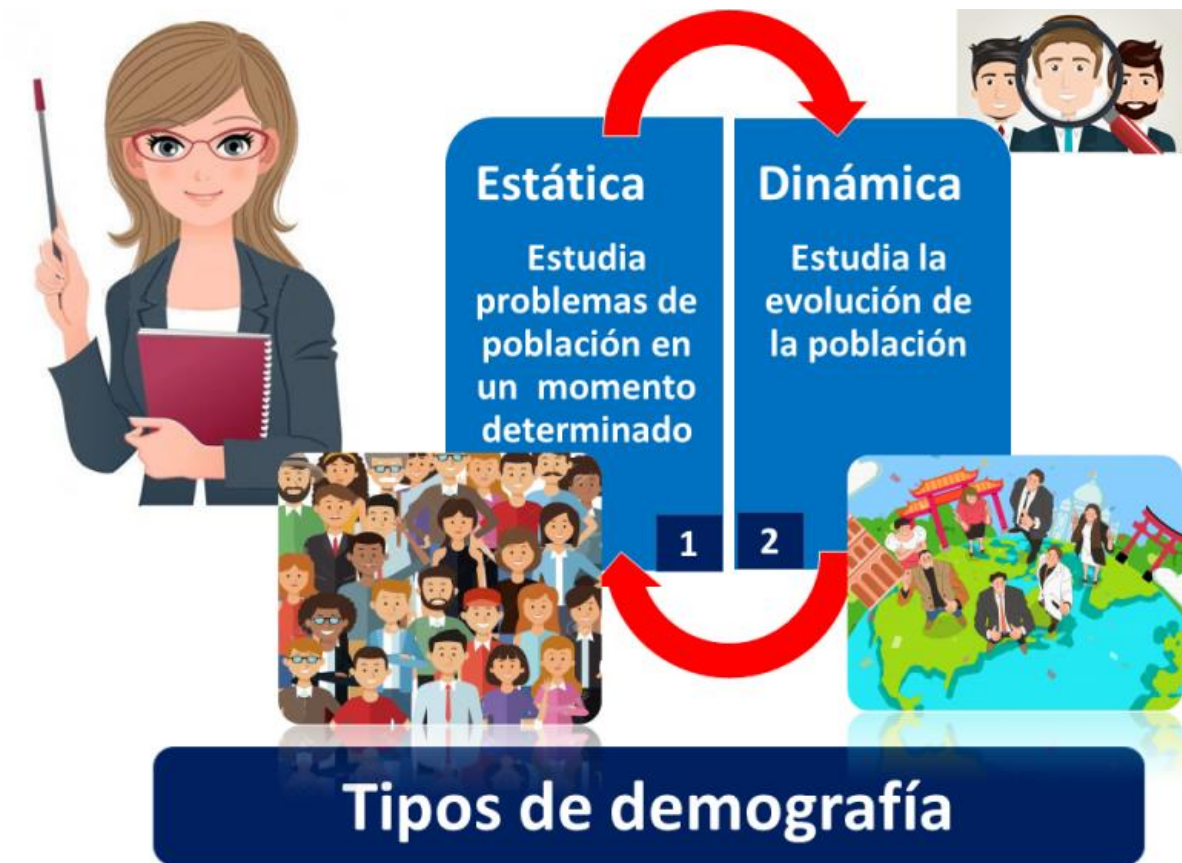 Estática
Estudia
problemas de
población en
un momento
determinado
1
Dinámica
Estudia la
evolución de
la población
2
Tipos de demografía